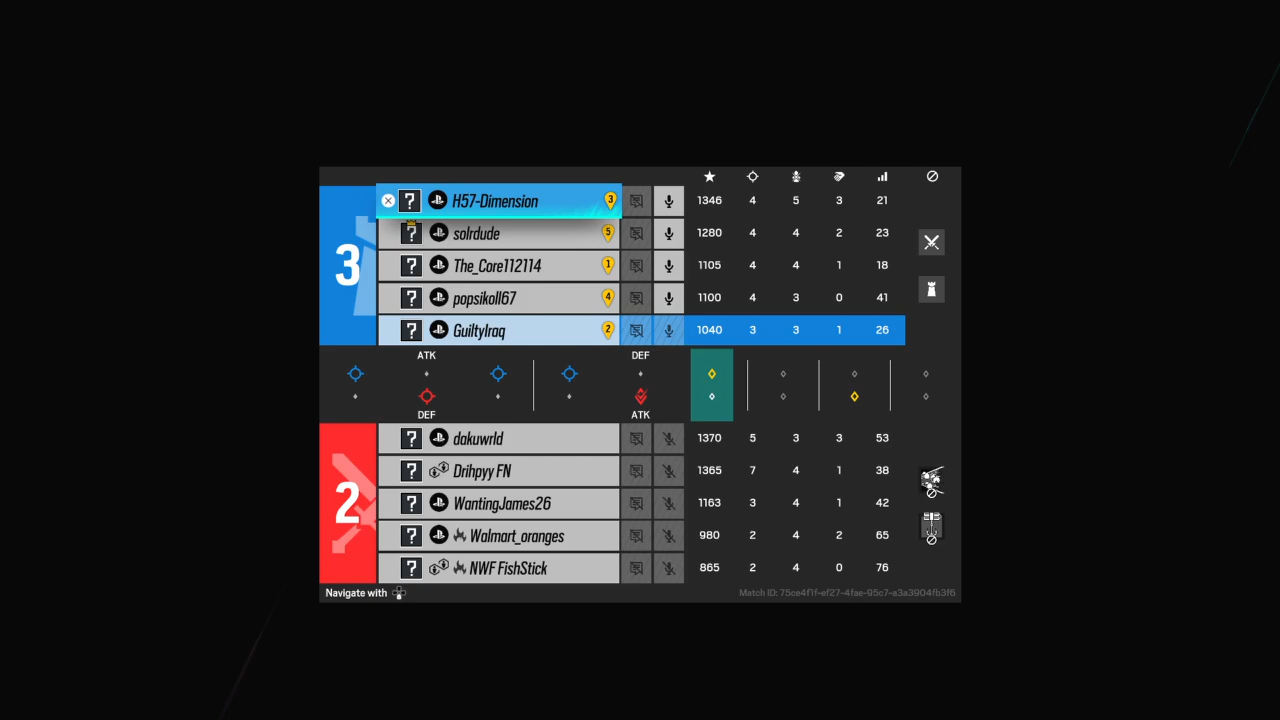 ? H57-Dimension 3 1346 4 5 3 21
? solrdude 5 1280 4 4 2 23
3
? The_Core112114 1 1105 4 4 1 18
? popsikoll67 4 1100 4 3 0 41
? GuiltyIraq 2 1040 3 3 1 26
ATK DEF
DEF ATK
? dakuwrld 1370 5 3 3 53
? Drihpyy FN 1365 7 4 1 38
2
? WantingJames26 1163 3 4 1 42
? Walmart_oranges 980 2 4 2 65
? NWF FishStick 865 2 4 0 76
Navigate with
Match ID: 75ce4f1f-ef27-4fae-95c7-a3a3904fb3f6